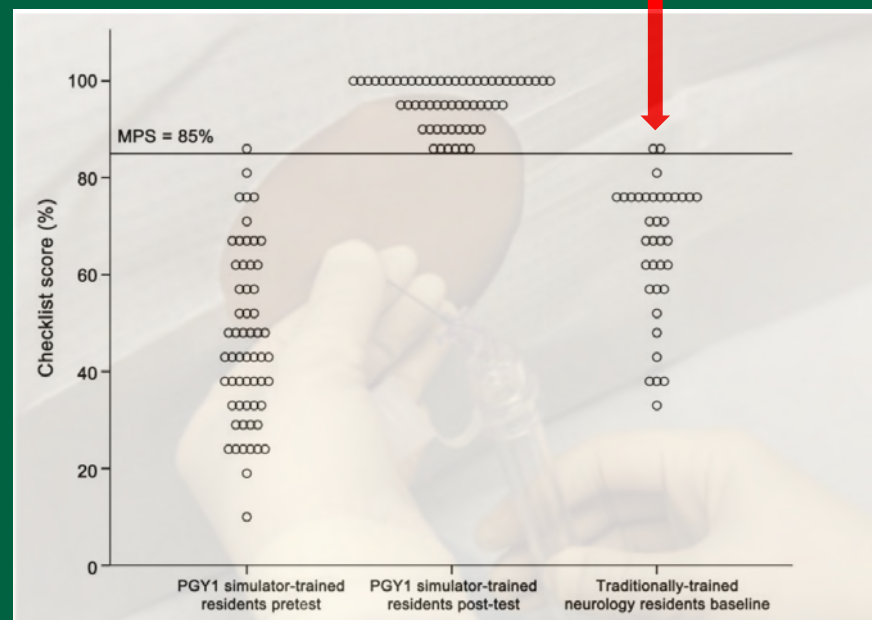 100
MPS = 85%
80
60
40
20
0
Checklist score (%)
PGY1 simulator-trained
residents pretest
PGY1 simulator-trained
residents post-test
Traditionally-trained
neurology residents baseline